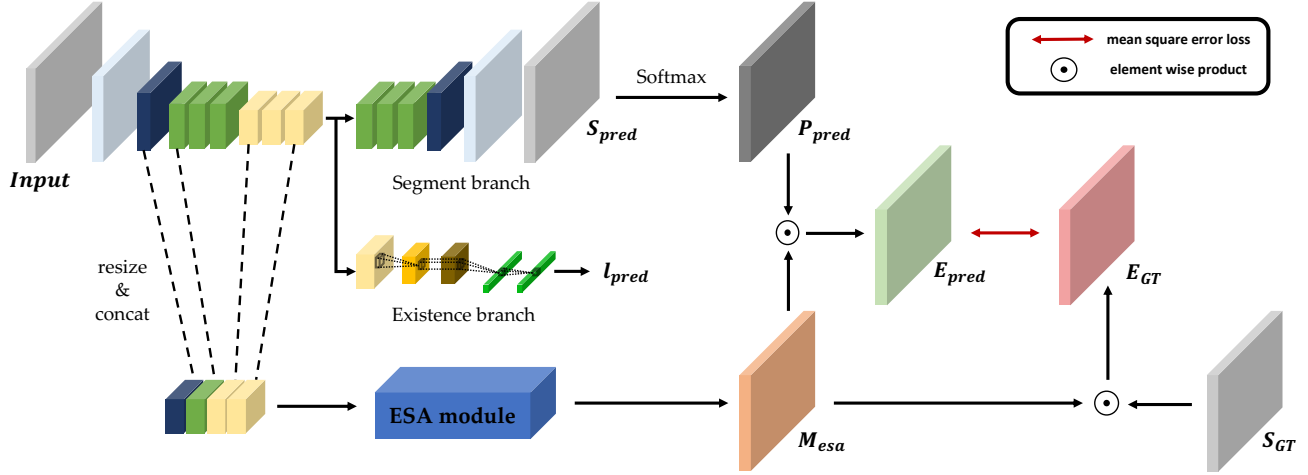 mean square error loss
element wise product
Softmax
S_pred
P_pred
Input
Segment branch
resize
&
concat
l_pred
Existence branch
E_pred
E_GT
ESA module
M_esa
S_GT